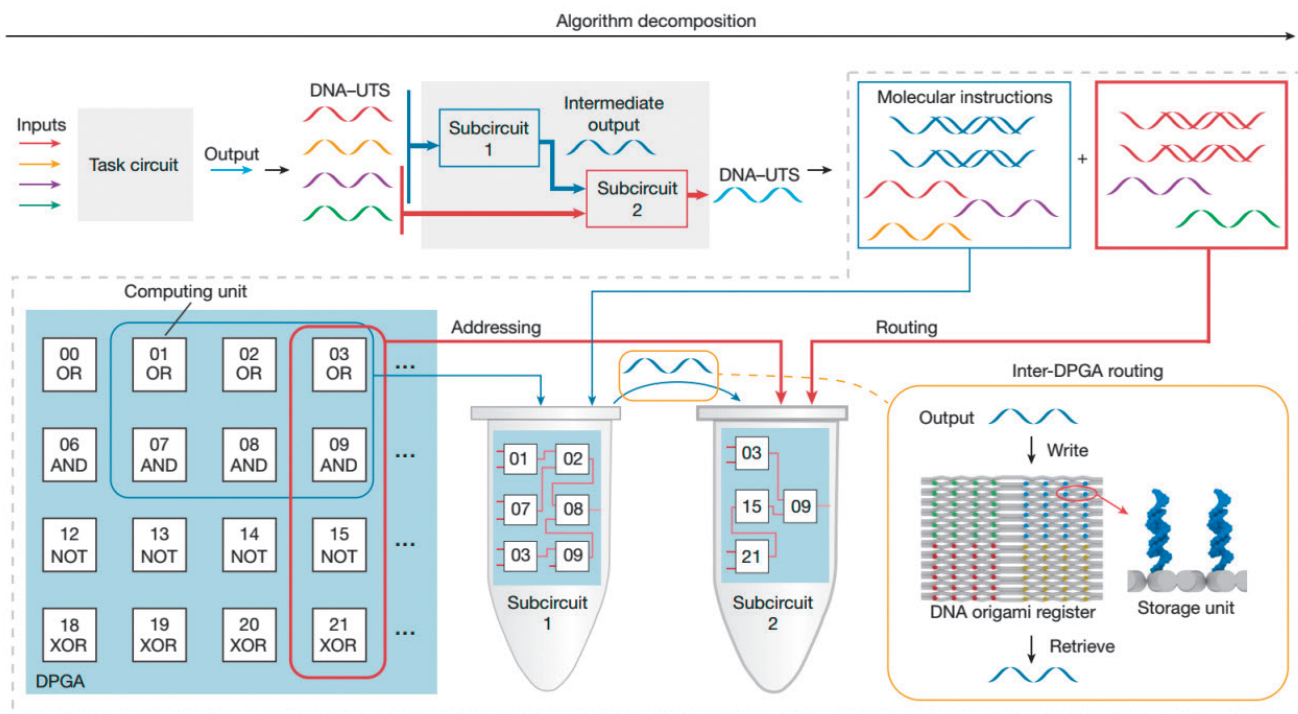 Algorithm decomposition
Inputs
Task circuit
Output
DNA–UTS
Subcircuit
1
Intermediate
output
Subcircuit
2
DNA–UTS
Molecular instructions
+
Computing unit
00
OR
01
OR
02
OR
03
OR
...
06
AND
07
AND
08
AND
09
AND
...
12
NOT
13
NOT
14
NOT
15
NOT
...
18
XOR
19
XOR
20
XOR
21
XOR
...
DPGA
Addressing
Routing
01
02
07
08
03
09
Subcircuit
1
03
15
09
21
Subcircuit
2
Inter-DPGA routing
Output
Write
DNA origami register
Storage unit
Retrieve